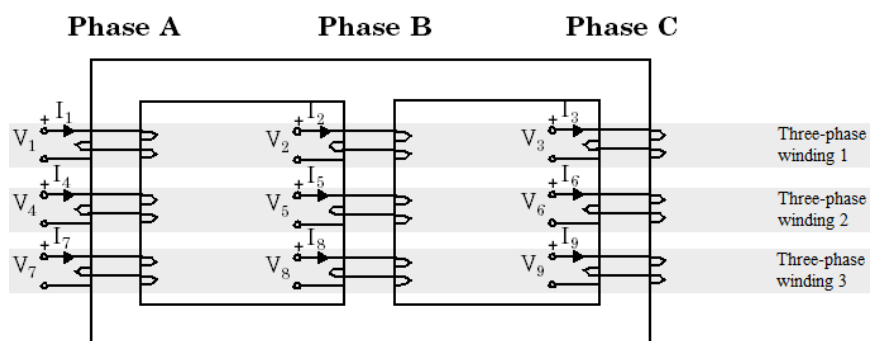 Phase A Phase B Phase C
+ I1 + I2 + I3
V1 V2 V3 Three-phase
winding 1
+ I4 + I5 + I6
V4 V5 V6 Three-phase
winding 2
+ I7 + I8 + I9
V7 V8 V9 Three-phase
winding 3